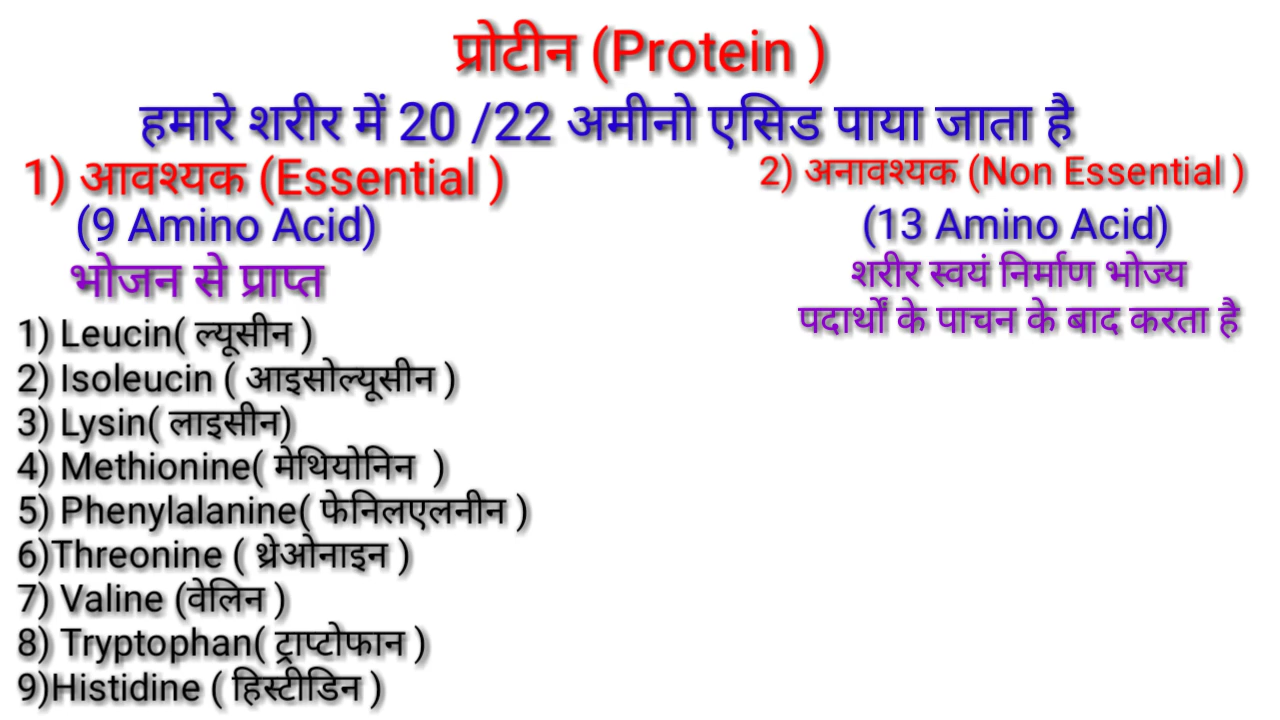 प्रोटीन (Protein )
हमारे शरीर में 20 /22 अमीनो एसिड पाया जाता है
1) आवश्यक (Essential )
(9 Amino Acid)
भोजन से प्राप्त
1) Leucin( ल्यूसीन )
2) Isoleucin ( आइसोल्यूसीन )
3) Lysin( लाइसीन)
4) Methionine( मेथियोनिन )
5) Phenylalanine( फेनिलएलनीन )
6)Threonine ( थ्रेओनाइन )
7) Valine (वेलिन )
8) Tryptophan( ट्राप्टोफान )
9)Histidine ( हिस्टीडिन )
2) अनावश्यक (Non Essential )
(13 Amino Acid)
शरीर स्वयं निर्माण भोज्य
पदार्थों के पाचन के बाद करता है